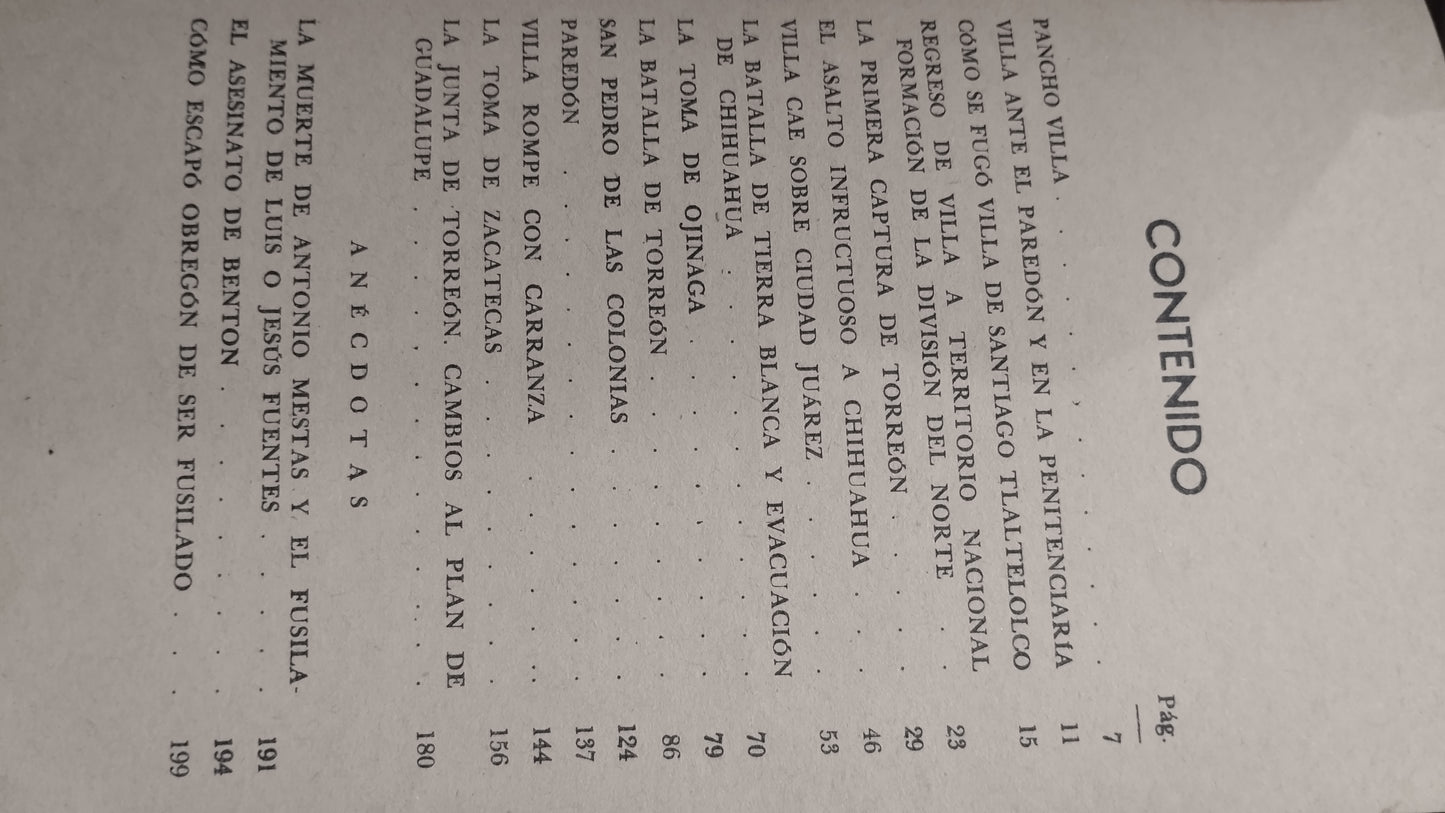 CONTENIDO
Pág.
PANCHO VILLA . . . . . . . . . . . 7
VILLA ANTE EL PAREDÓN Y EN LA PENITENCIARÍA 11
CÓMO SE FUGÓ VILLA DE SANTIAGO TLALTELOLCO 15
REGRESO DE VILLA A TERRITORIO NACIONAL
FORMACIÓN DE LA DIVISIÓN DEL NORTE . . 23
LA PRIMERA CAPTURA DE TORREÓN . . . . 29
EL ASALTO INFRUCTUOSO A CHIHUAHUA . . . 46
VILLA CAE SOBRE CIUDAD JUÁREZ . . . . . 53
LA BATALLA DE TIERRA BLANCA Y EVACUACIÓN
DE CHIHUAHUA . . . . . . . . . . 70
LA TOMA DE OJINAGA . . . . . . . . 79
LA BATALLA DE TORREÓN . . . . . . . 86
SAN PEDRO DE LAS COLONIAS . . . . . 124
PAREDÓN . . . . . . . . . . . . 137
VILLA ROMPE CON CARRANZA . . . . . . 144
LA TOMA DE ZACATECAS . . . . . . . 156
LA JUNTA DE TORREÓN. CAMBIOS AL PLAN DE
GUADALUPE . . . . . . . . . . . 180
ANÉCDOTAS
LA MUERTE DE ANTONIO MESTAS Y EL FUSILA-
MIENTO DE LUIS O JESÚS FUENTES . . . . 191
EL ASESINATO DE BENTON . . . . . . . 194
CÓMO ESCAPÓ OBREGÓN DE SER FUSILADO . . . 199